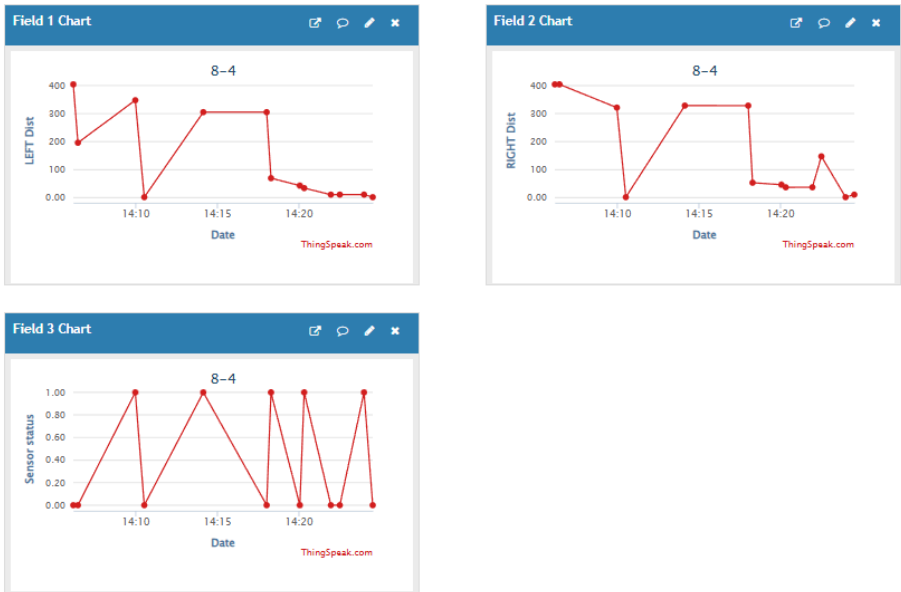 Field 1 Chart
8-4
LEFT Dist
400
300
200
100
0.00
14:10 14:15 14:20
Date
ThingSpeak.com
Field 2 Chart
8-4
RIGHT Dist
400
300
200
100
0.00
14:10 14:15 14:20
Date
ThingSpeak.com
Field 3 Chart
8-4
Sensor status
1.00
0.80
0.60
0.40
0.20
0.00
14:10 14:15 14:20
Date
ThingSpeak.com